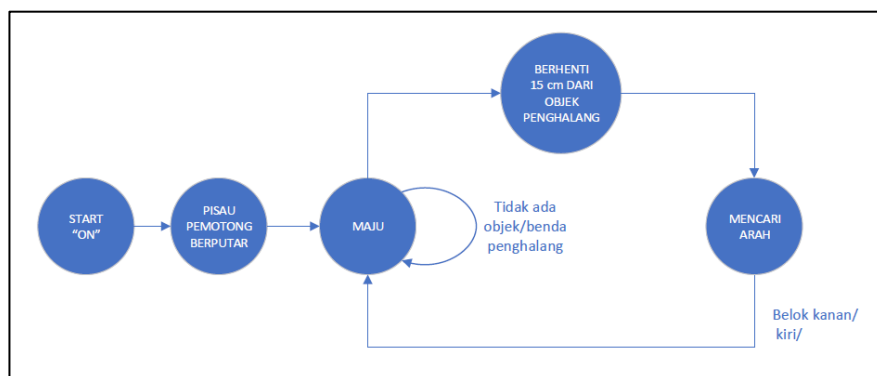 START
“ON”
PISAU
PEMOTONG
BERPUTAR
MAJU
Tidak ada
objek/benda
penghalang
BERHENTI
15 cm DARI
OBJEK
PENGHALANG
MENCARI
ARAH
Belok kanan/
kiri/